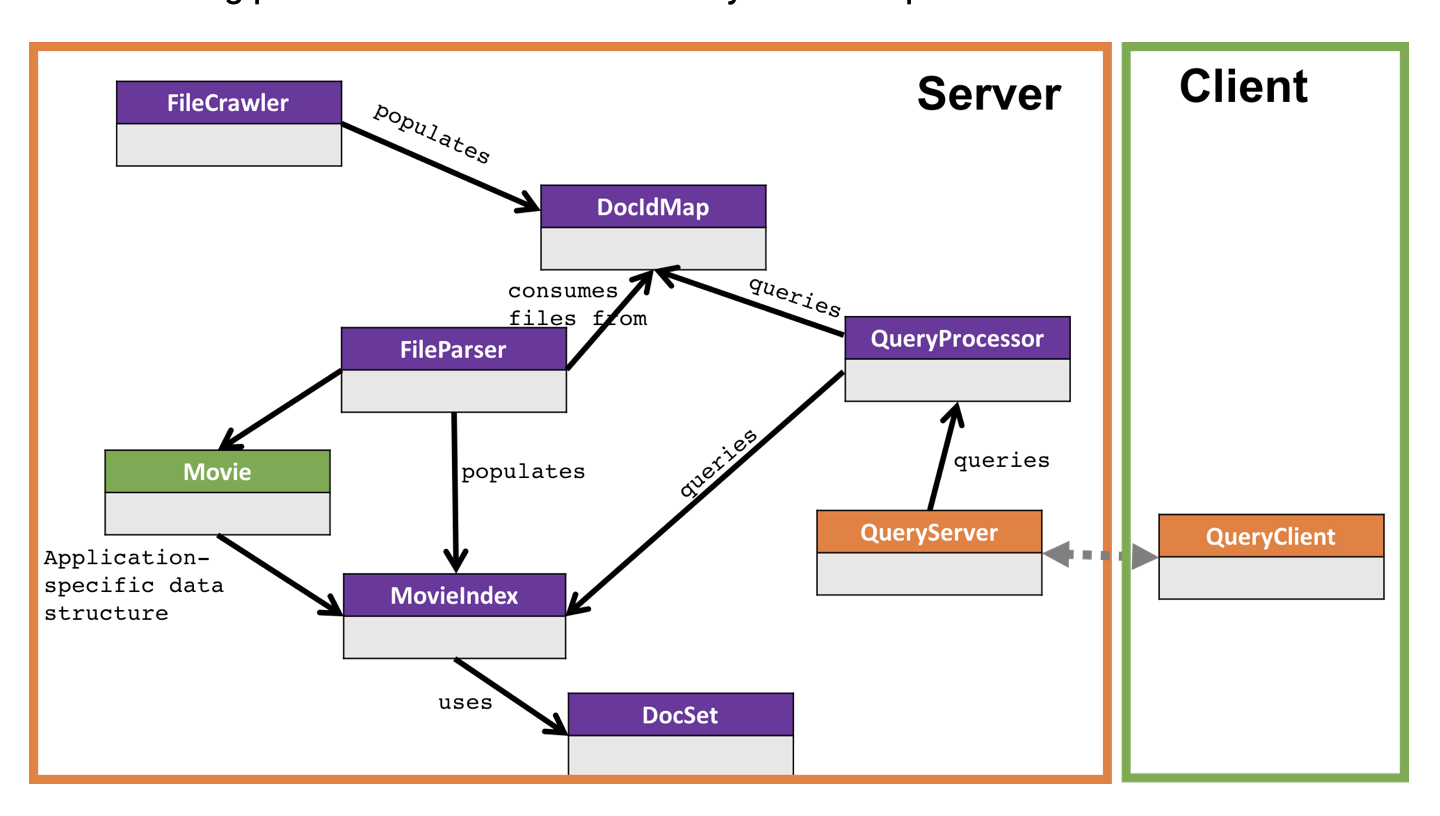 Server
Client
FileCrawler
populates
DocIdMap
consumes
files from
queries
FileParser
QueryProcessor
Movie
populates
queries
queries
QueryServer
QueryClient
Application-
specific data
structure
MovieIndex
uses
DocSet